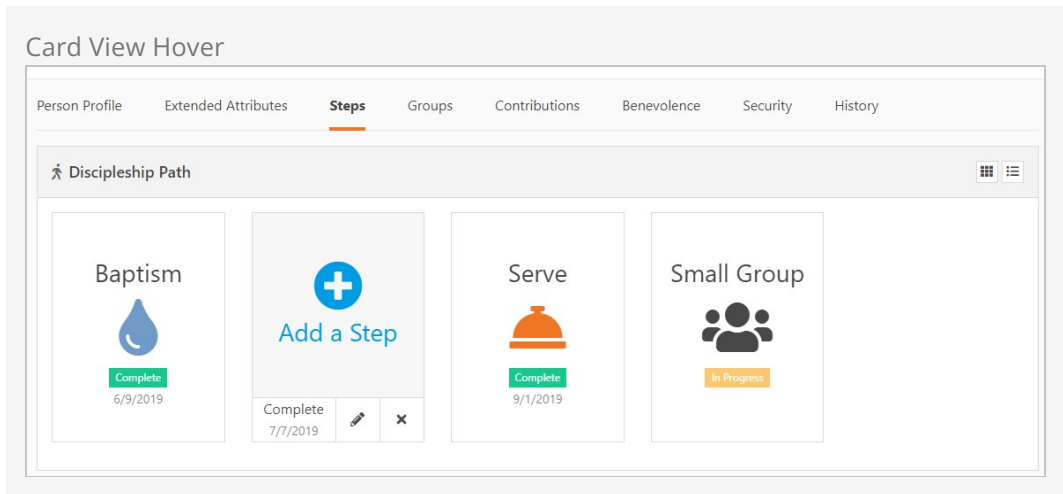 Card View Hover
Person Profile Extended Attributes Steps Groups Contributions Benevolence Security History
Discipleship Path
Baptism
Complete
6/9/2019
Add a Step
Complete
7/7/2019
Serve
Complete
9/1/2019
Small Group
In Progress